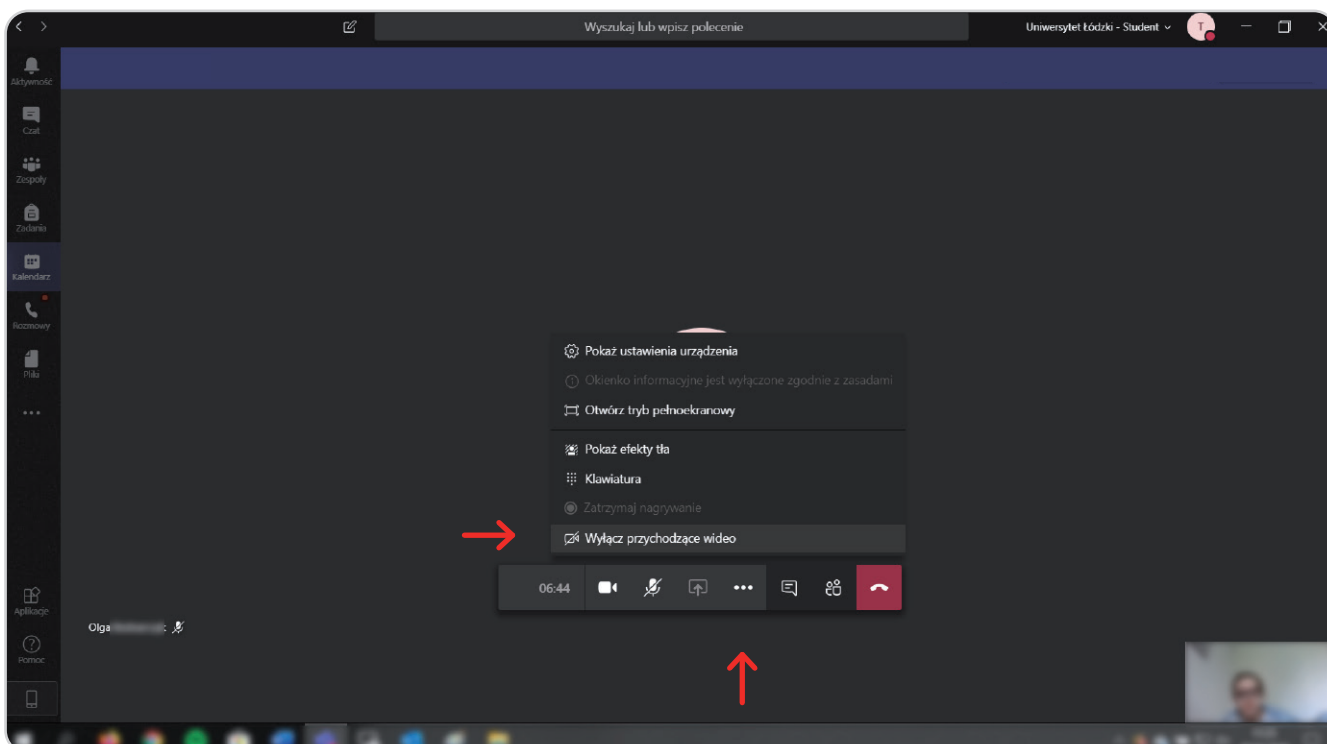 Wyszukaj lub wpisz polecenie
Uniwersytet Łódzki - Student
T
Aktywność
Czat
Zespoły
Zadania
Kalendarz
Rozmowy
Pliki
Pokaż ustawienia urządzenia
Okienko informacyjne jest wyłączone zgodnie z zasadami
Otwórz tryb pełnoekranowy
Pokaż efekty tła
Klawiatura
Zatrzymaj nagrywanie
Wyłącz przychodzące wideo
06:44
Aplikacje
Olga
Pomoc